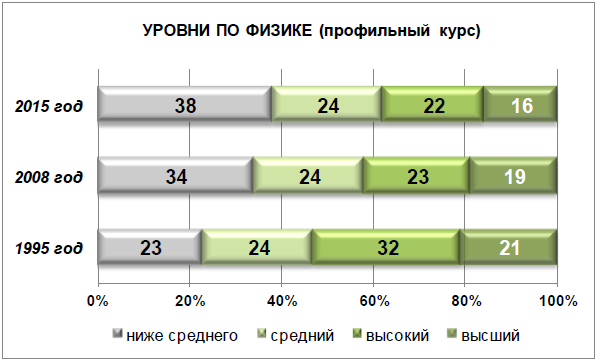 УРОВНИ ПО ФИЗИКЕ (профильный курс)
2015 год 38 24 22 16
2008 год 34 24 23 19
1995 год 23 24 32 21
0% 20% 40% 60% 80% 100%
ниже среднего средний высокий высший